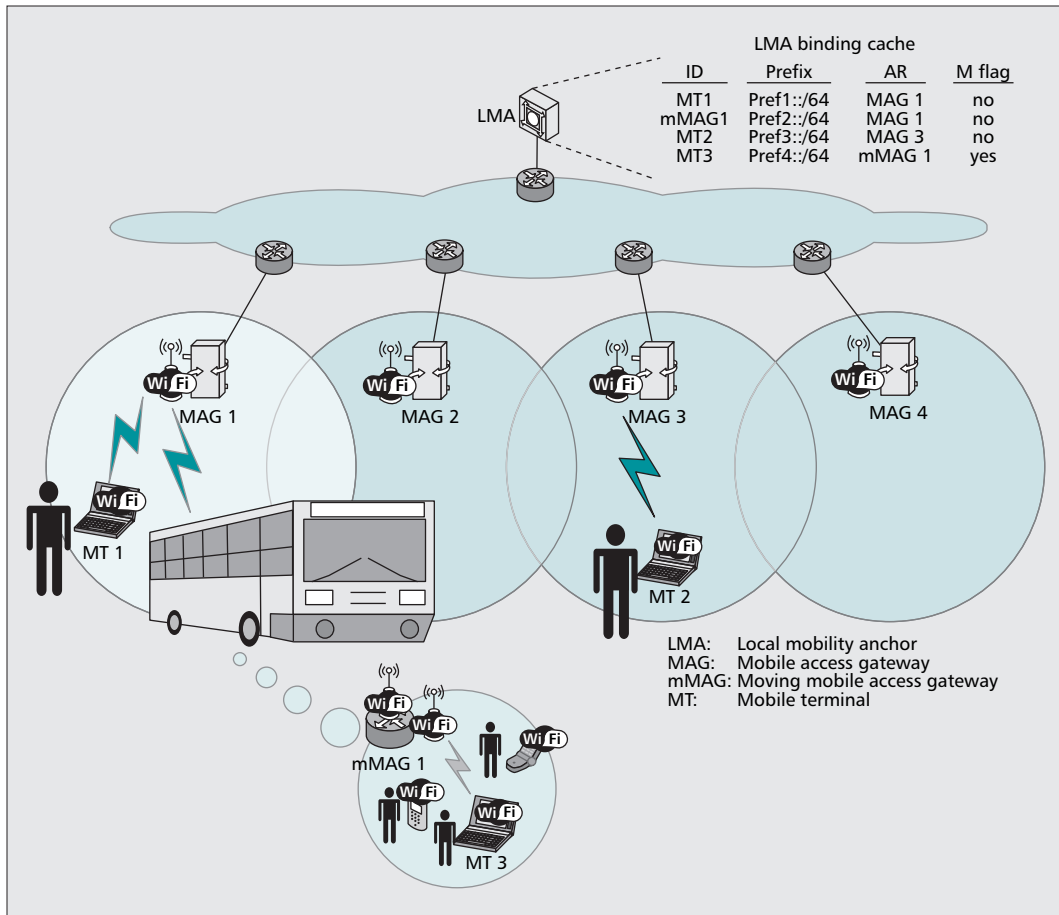 LMA binding cache
ID Prefix AR M flag
MT1 Pref1::/64 MAG 1 no
mMAG1 Pref2::/64 MAG 1 no
MT2 Pref3::/64 MAG 3 no
MT3 Pref4::/64 mMAG 1 yes
LMA
Wi Fi
MAG 1
Wi Fi
MAG 2
Wi Fi
MAG 3
Wi Fi
MAG 4
Wi Fi
MT 1
Wi Fi
MT 2
LMA: Local mobility anchor
MAG: Mobile access gateway
mMAG: Moving mobile access gateway
MT: Mobile terminal
Wi Fi
Wi Fi
mMAG 1
Wi Fi
Wi Fi
Wi Fi
MT 3